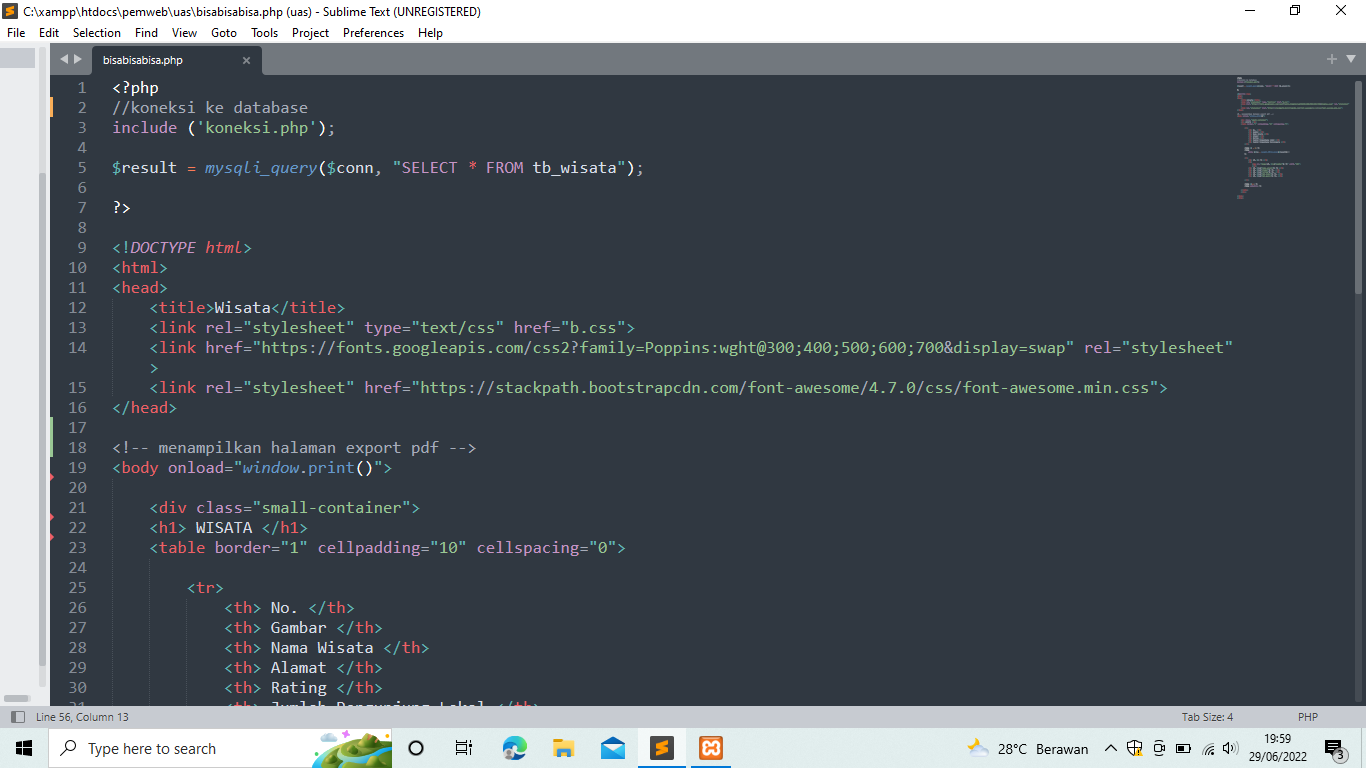 C:\xampp\htdocs\pemweb\uas\bisabisabisa.php (uas) - Sublime Text (UNREGISTERED)
File Edit Selection Find View Goto Tools Project Preferences Help
bisabisabisa.php
1 <?php
2 //koneksi ke database
3 include ('koneksi.php');
4
5 $result = mysqli_query($conn, "SELECT * FROM tb_wisata");
6
7 ?>
8
9 <!DOCTYPE html>
10 <html>
11 <head>
12 <title>Wisata</title>
13 <link rel="stylesheet" type="text/css" href="b.css">
14 <link href="https://fonts.googleapis.com/css2?family=Poppins:wght@300;400;500;600;700&display=swap" rel="stylesheet"
>
15 <link rel="stylesheet" href="https://stackpath.bootstrapcdn.com/font-awesome/4.7.0/css/font-awesome.min.css">
16 </head>
17
18 <!-- menampilkan halaman export pdf -->
19 <body onload="window.print()">
20
21 <div class="small-container">
22 <h1> WISATA </h1>
23 <table border="1" cellpadding="10" cellspacing="0">
24
25 <tr>
26 <th> No. </th>
27 <th> Gambar </th>
28 <th> Nama Wisata </th>
29 <th> Alamat </th>
30 <th> Rating </th>
31 <th> Jumlah Pengunjung Lokal </th>
Line 56, Column 13
Tab Size: 4
PHP
Type here to search
28°C Berawan
19:59
29/06/2022
3